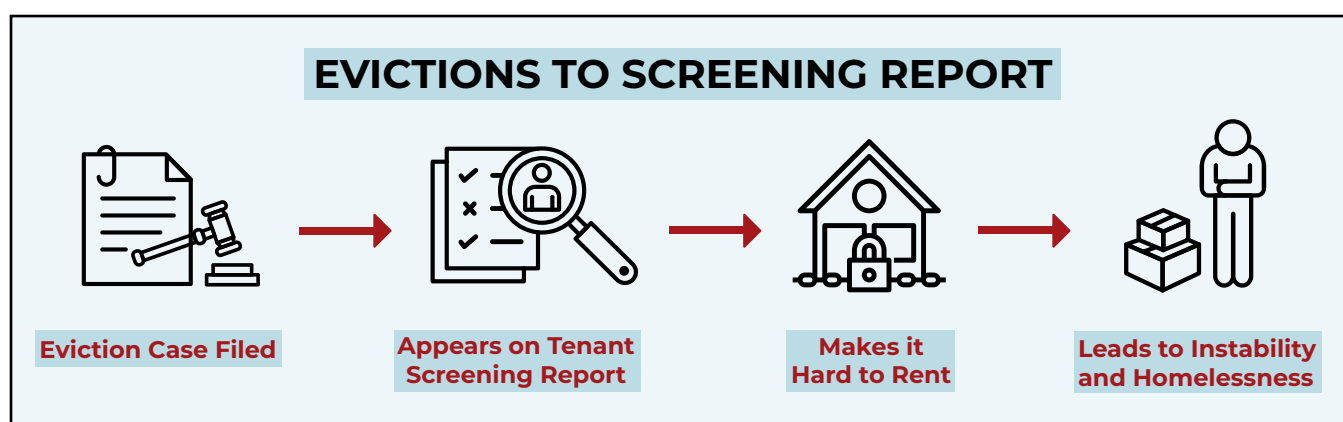 EVICTIONS TO SCREENING REPORT
Eviction Case Filed
Appears on Tenant
Screening Report
Makes it
Hard to Rent
Leads to Instability
and Homelessness